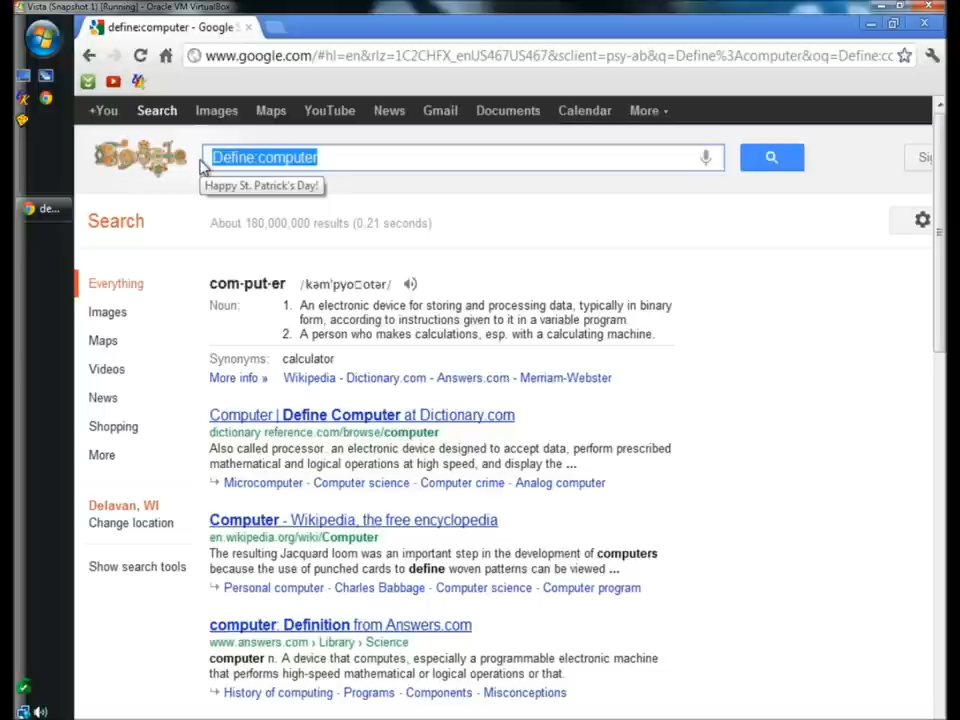 Vista (Snapshot 1) [Running] - Oracle VM VirtualBox
define:computer - Google S
www.google.com/#hl=en&rlz=1C2CHFX_enUS467US467&sclient=psy-ab&q=Define%3Acomputer&oq=Define:cc
+You Search Images Maps YouTube News Gmail Documents Calendar More
Google
Define:computer
Si
Happy St. Patrick's Day!
de...
Search
About 180,000,000 results (0.21 seconds)
Everything
Images
Maps
Videos
News
Shopping
More
Delavan, WI
Change location
Show search tools
com·put·er /kəmˈpyo͞otər/
Noun: 1. An electronic device for storing and processing data, typically in binary
form, according to instructions given to it in a variable program.
2. A person who makes calculations, esp. with a calculating machine.
Synonyms: calculator
More info » Wikipedia - Dictionary.com - Answers.com - Merriam-Webster
Computer | Define Computer at Dictionary.com
dictionary.reference.com/browse/computer
Also called processor. an electronic device designed to accept data, perform prescribed
mathematical and logical operations at high speed, and display the ...
Microcomputer - Computer science - Computer crime - Analog computer
Computer - Wikipedia, the free encyclopedia
en.wikipedia.org/wiki/Computer
The resulting Jacquard loom was an important step in the development of computers
because the use of punched cards to define woven patterns can be viewed ...
Personal computer - Charles Babbage - Computer science - Computer program
computer: Definition from Answers.com
www.answers.com › Library › Science
computer n. A device that computes, especially a programmable electronic machine
that performs high-speed mathematical or logical operations or that.
History of computing - Programs - Components - Misconceptions